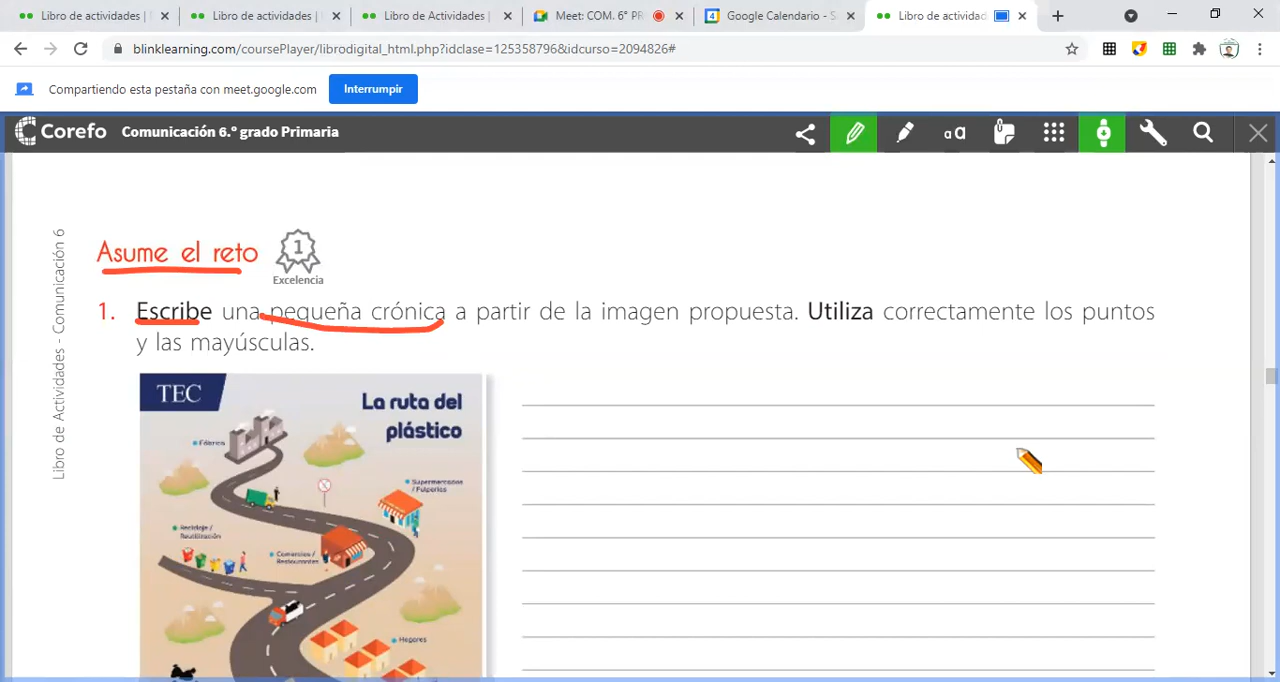 Libro de actividades |
Libro de actividades |
Libro de Actividades |
Meet: COM. 6° PR
Google Calendario - S
Libro de actividad
blinklearning.com/coursePlayer/librodigital_html.php?idclase=125358796&idcurso=2094826#
Compartiendo esta pestaña con meet.google.com
Interrumpir
Corefo
Comunicación 6.º grado Primaria
aa
Libro de Actividades - Comunicación 6
Asume el reto
1
Excelencia
1. Escribe una pequeña crónica a partir de la imagen propuesta. Utiliza correctamente los puntos
y las mayúsculas.
TEC
La ruta del
plástico
Fábrica
Supermercados
/ Pulperías
Reciclaje /
Reutilización
Comercios /
Restaurantes
Hogares